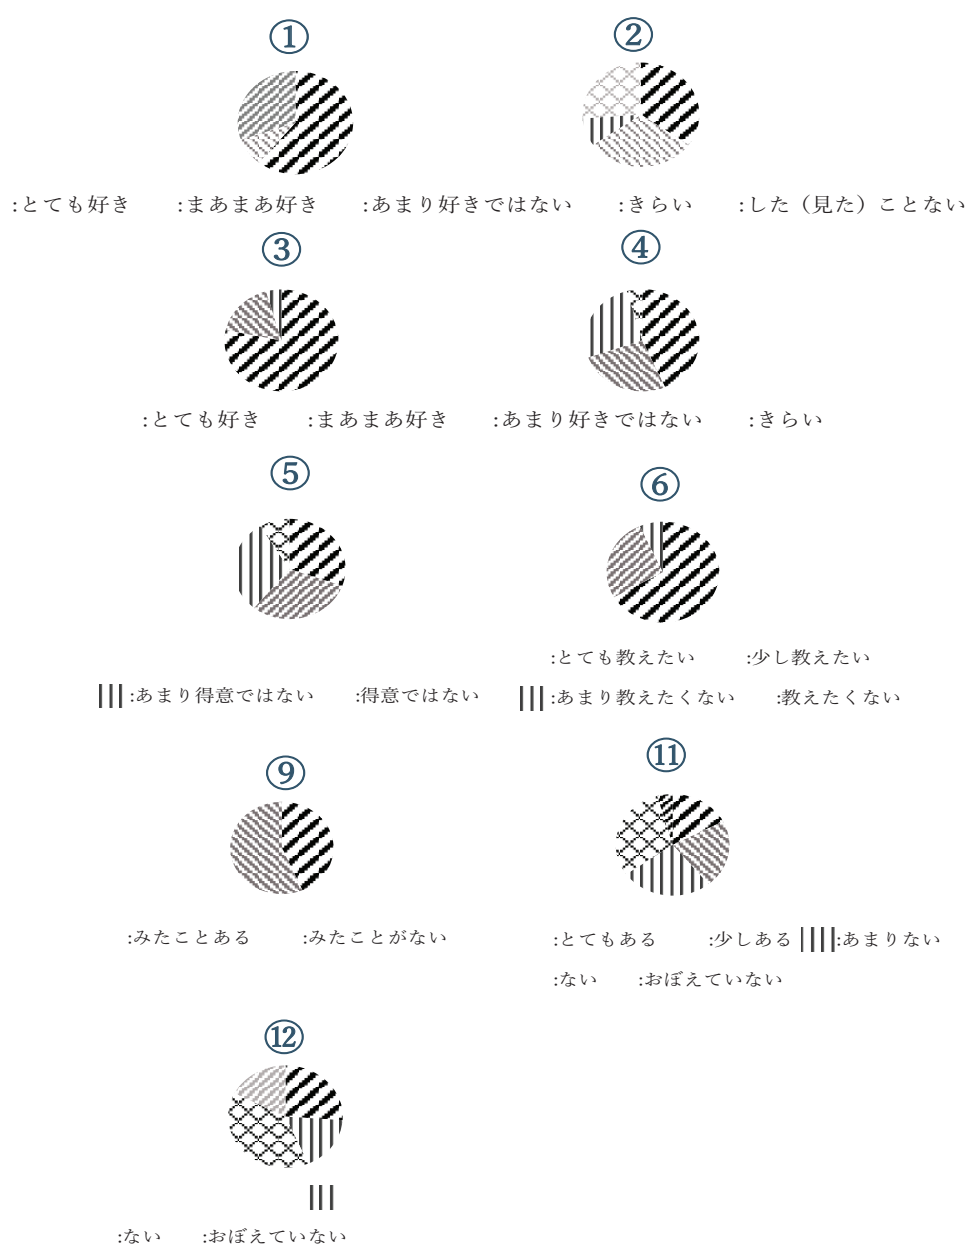 ① ②
:とても好き :まあまあ好き :あまり好きではない :きらい :した（見た）ことない
③ ④
:とても好き :まあまあ好き :あまり好きではない :きらい
⑤ ⑥
:とても教えたい :少し教えたい
:あまり得意ではない :得意ではない :あまり教えたくない :教えたくない
⑨ ⑪
:みたことある :みたことがない :とてもある :少しある :あまりない
:ない :おぼえていない
⑫
:ない :おぼえていない